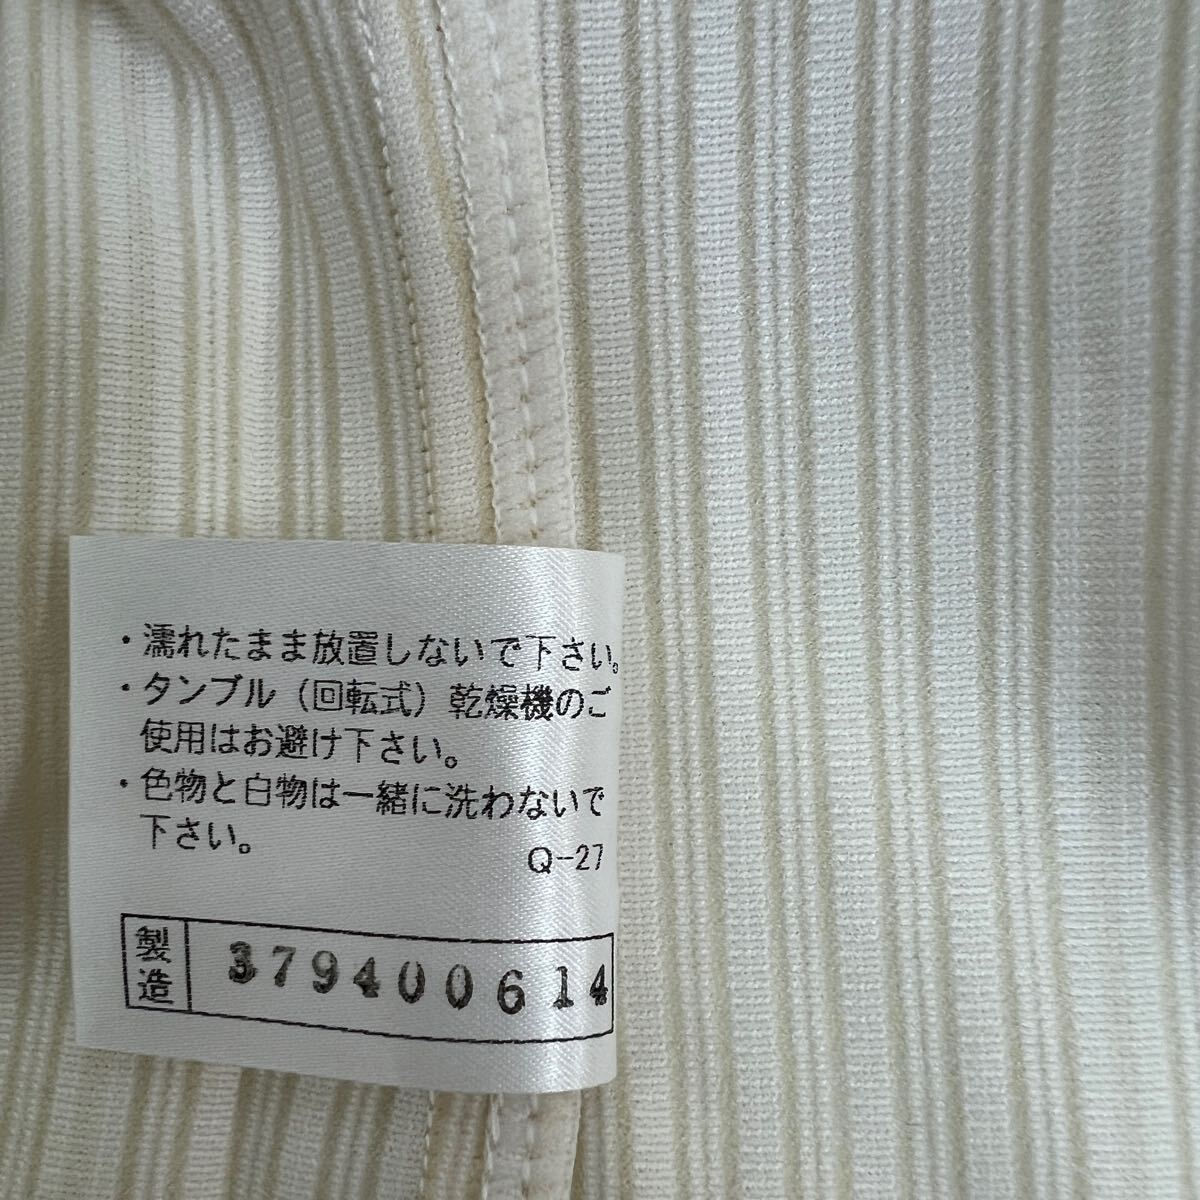 ・濡れたまま放置しないで下さい。
・タンブル（回転式）乾燥機のご
使用はお避け下さい。
・色物と白物は一緒に洗わないで
下さい。
Q-27
製造 379400614